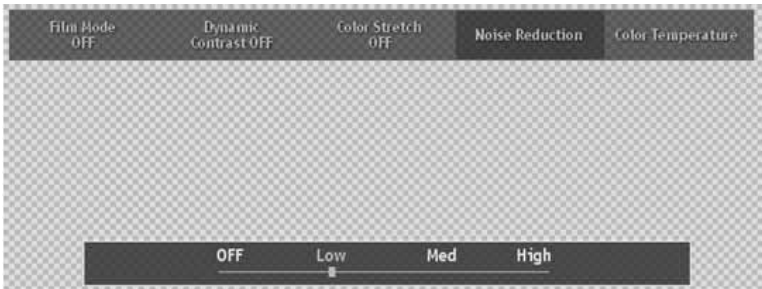 Film Mode
OFF
Dynamic
Contrast OFF
Color Stretch
OFF
Noise Reduction
Color Temperature
OFF Low Med High